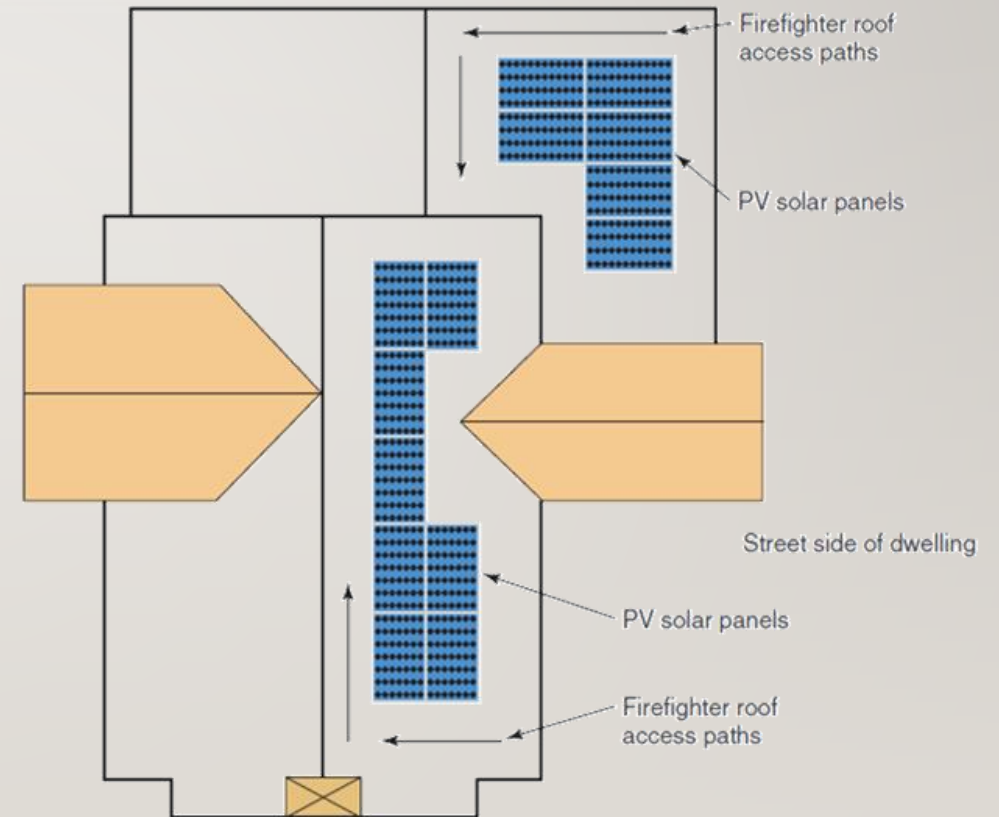 Firefighter roof
access paths
PV solar panels
Street side of dwelling
PV solar panels
Firefighter roof
access paths